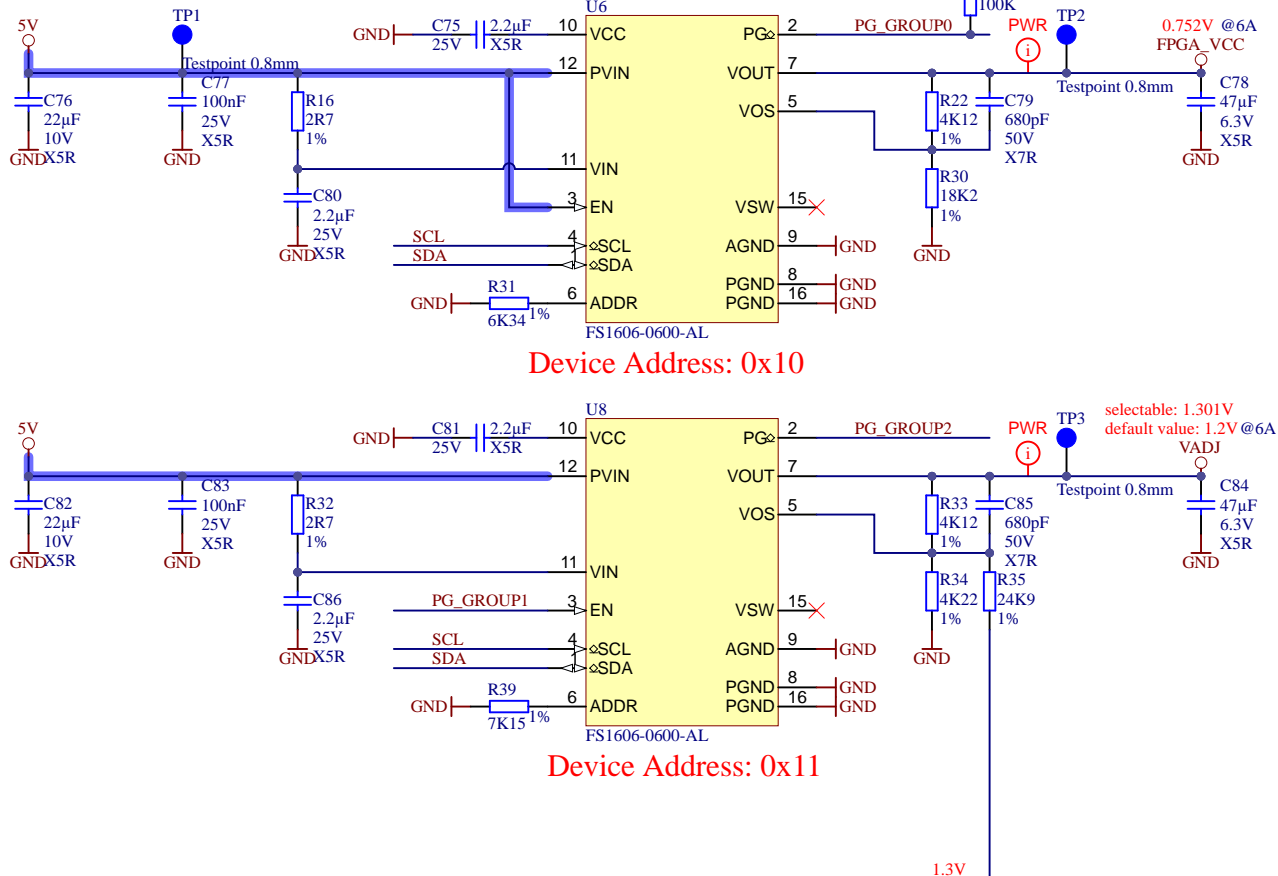 U6
100K
5V
TP1
GND
C75
25V
2.2µF
X5R
10
VCC
PG
2
PG_GROUP0
PWR
i
TP2
0.752V @6A
FPGA_VCC
12
PVIN
VOUT
7
Testpoint 0.8mm
Testpoint 0.8mm
C76
22µF
10V
X5R
GND
C77
100nF
25V
X5R
GND
R16
2R7
1%
VOS
5
R22
4K12
1%
C79
680pF
50V
X7R
C78
47µF
6.3V
X5R
GND
11
VIN
C80
2.2µF
25V
X5R
GND
3
EN
VSW
15
R30
18K2
1%
GND
SCL
4
SCL
SDA
1
SDA
AGND
9
GND
PGND
8
GND
PGND
16
GND
GND
R31
6K34
1%
6
ADDR
FS1606-0600-AL
Device Address: 0x10
U8
5V
GND
C81
25V
2.2µF
X5R
10
VCC
PG
2
PG_GROUP2
PWR
i
TP3
selectable: 1.301V
default value: 1.2V @6A
VADJ
12
PVIN
VOUT
7
Testpoint 0.8mm
C82
22µF
10V
X5R
GND
C83
100nF
25V
X5R
GND
R32
2R7
1%
VOS
5
R33
4K12
1%
C85
680pF
50V
X7R
C84
47µF
6.3V
X5R
GND
11
VIN
C86
2.2µF
25V
X5R
GND
PG_GROUP1
3
EN
VSW
15
R34
4K22
1%
GND
R35
24K9
1%
SCL
4
SCL
SDA
1
SDA
AGND
9
GND
PGND
8
GND
PGND
16
GND
GND
R39
7K15
1%
6
ADDR
FS1606-0600-AL
Device Address: 0x11
1.3V